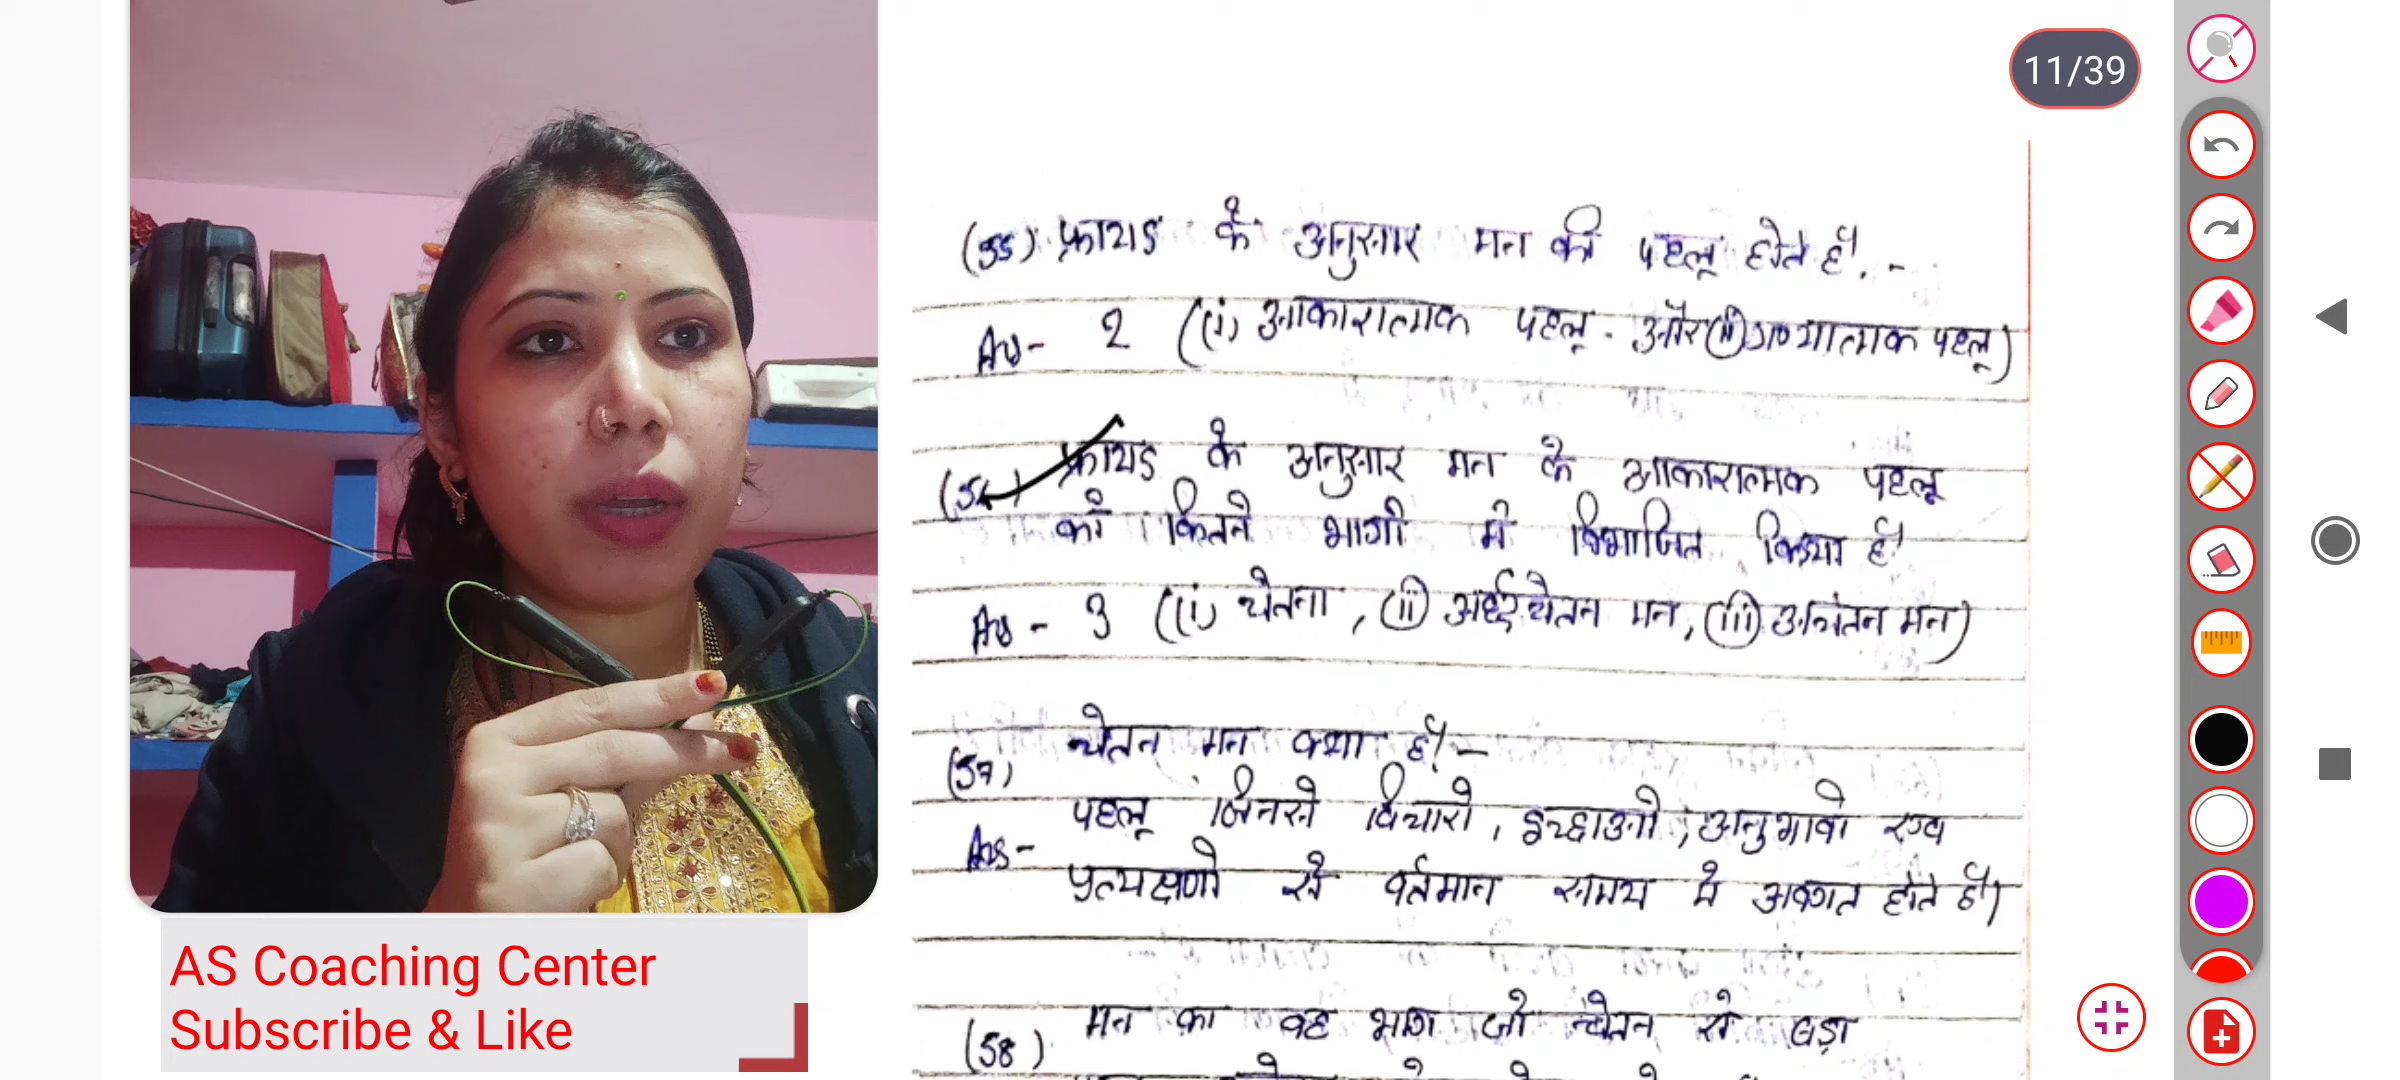 11/39
(55) फ्रायड के अनुसार मन की पहलू होते हैं. -
Ans- 2 ((i) आकारात्मक पहलू - और (ii) गत्यात्मक पहलू)
(56) फ्रायड के अनुसार मन के आकारात्मक पहलू
को कितने भागों में विभाजित किया है
Ans - 3 ((i) चेतना, (ii) अर्द्धचेतन मन, (iii) अचेतन मन)
(57) चेतन मन क्या है! -
Ans - पहलू जिनसे विचारो, इच्छाओ, अनुभावो एव
प्रत्यक्षणो से वर्तमान समय में अवगत होते है।
(58) मन का वह भाग जो चेतन से बड़ा
AS Coaching Center
Subscribe & Like